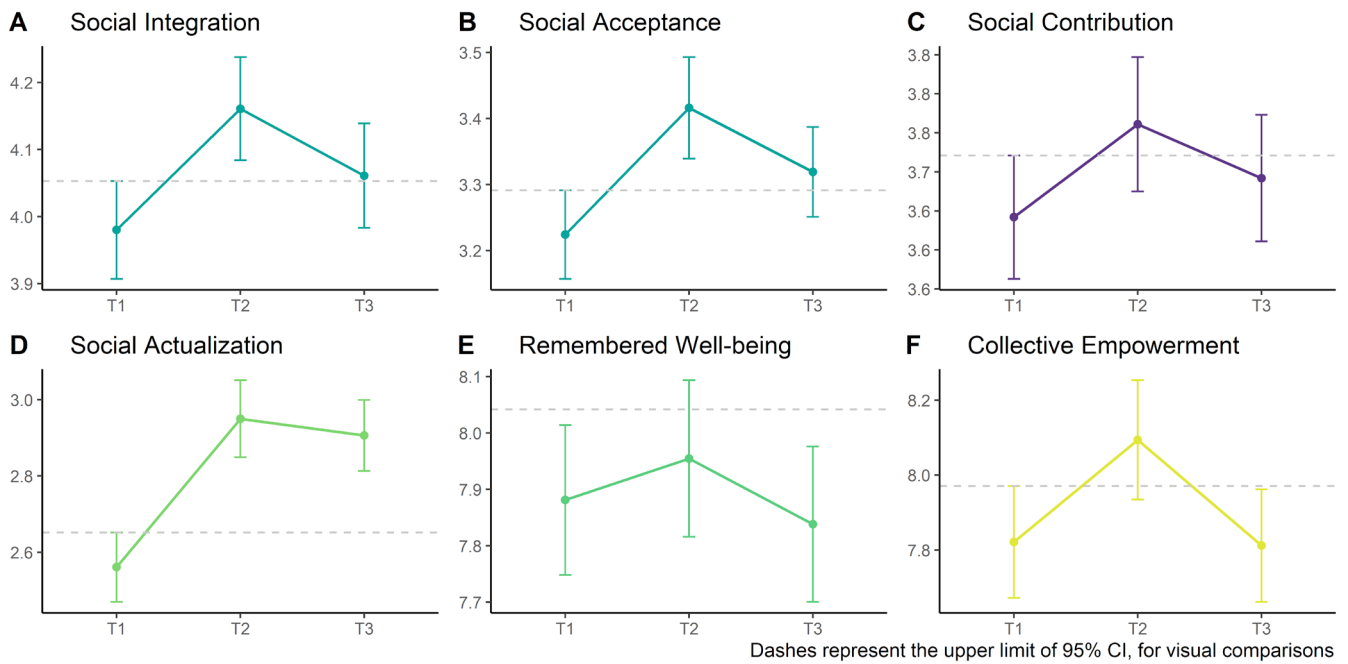 A Social Integration
4.2
4.1
4.0
3.9
T1 T2 T3
B Social Acceptance
3.5
3.4
3.3
3.2
T1 T2 T3
C Social Contribution
3.8
3.8
3.8
3.7
3.6
3.6
3.6
T1 T2 T3
D Social Actualization
3.0
2.8
2.6
T1 T2 T3
E Remembered Well-being
8.1
8.0
7.9
7.8
7.7
T1 T2 T3
F Collective Empowerment
8.2
8.0
7.8
T1 T2 T3
Dashes represent the upper limit of 95% CI, for visual comparisons